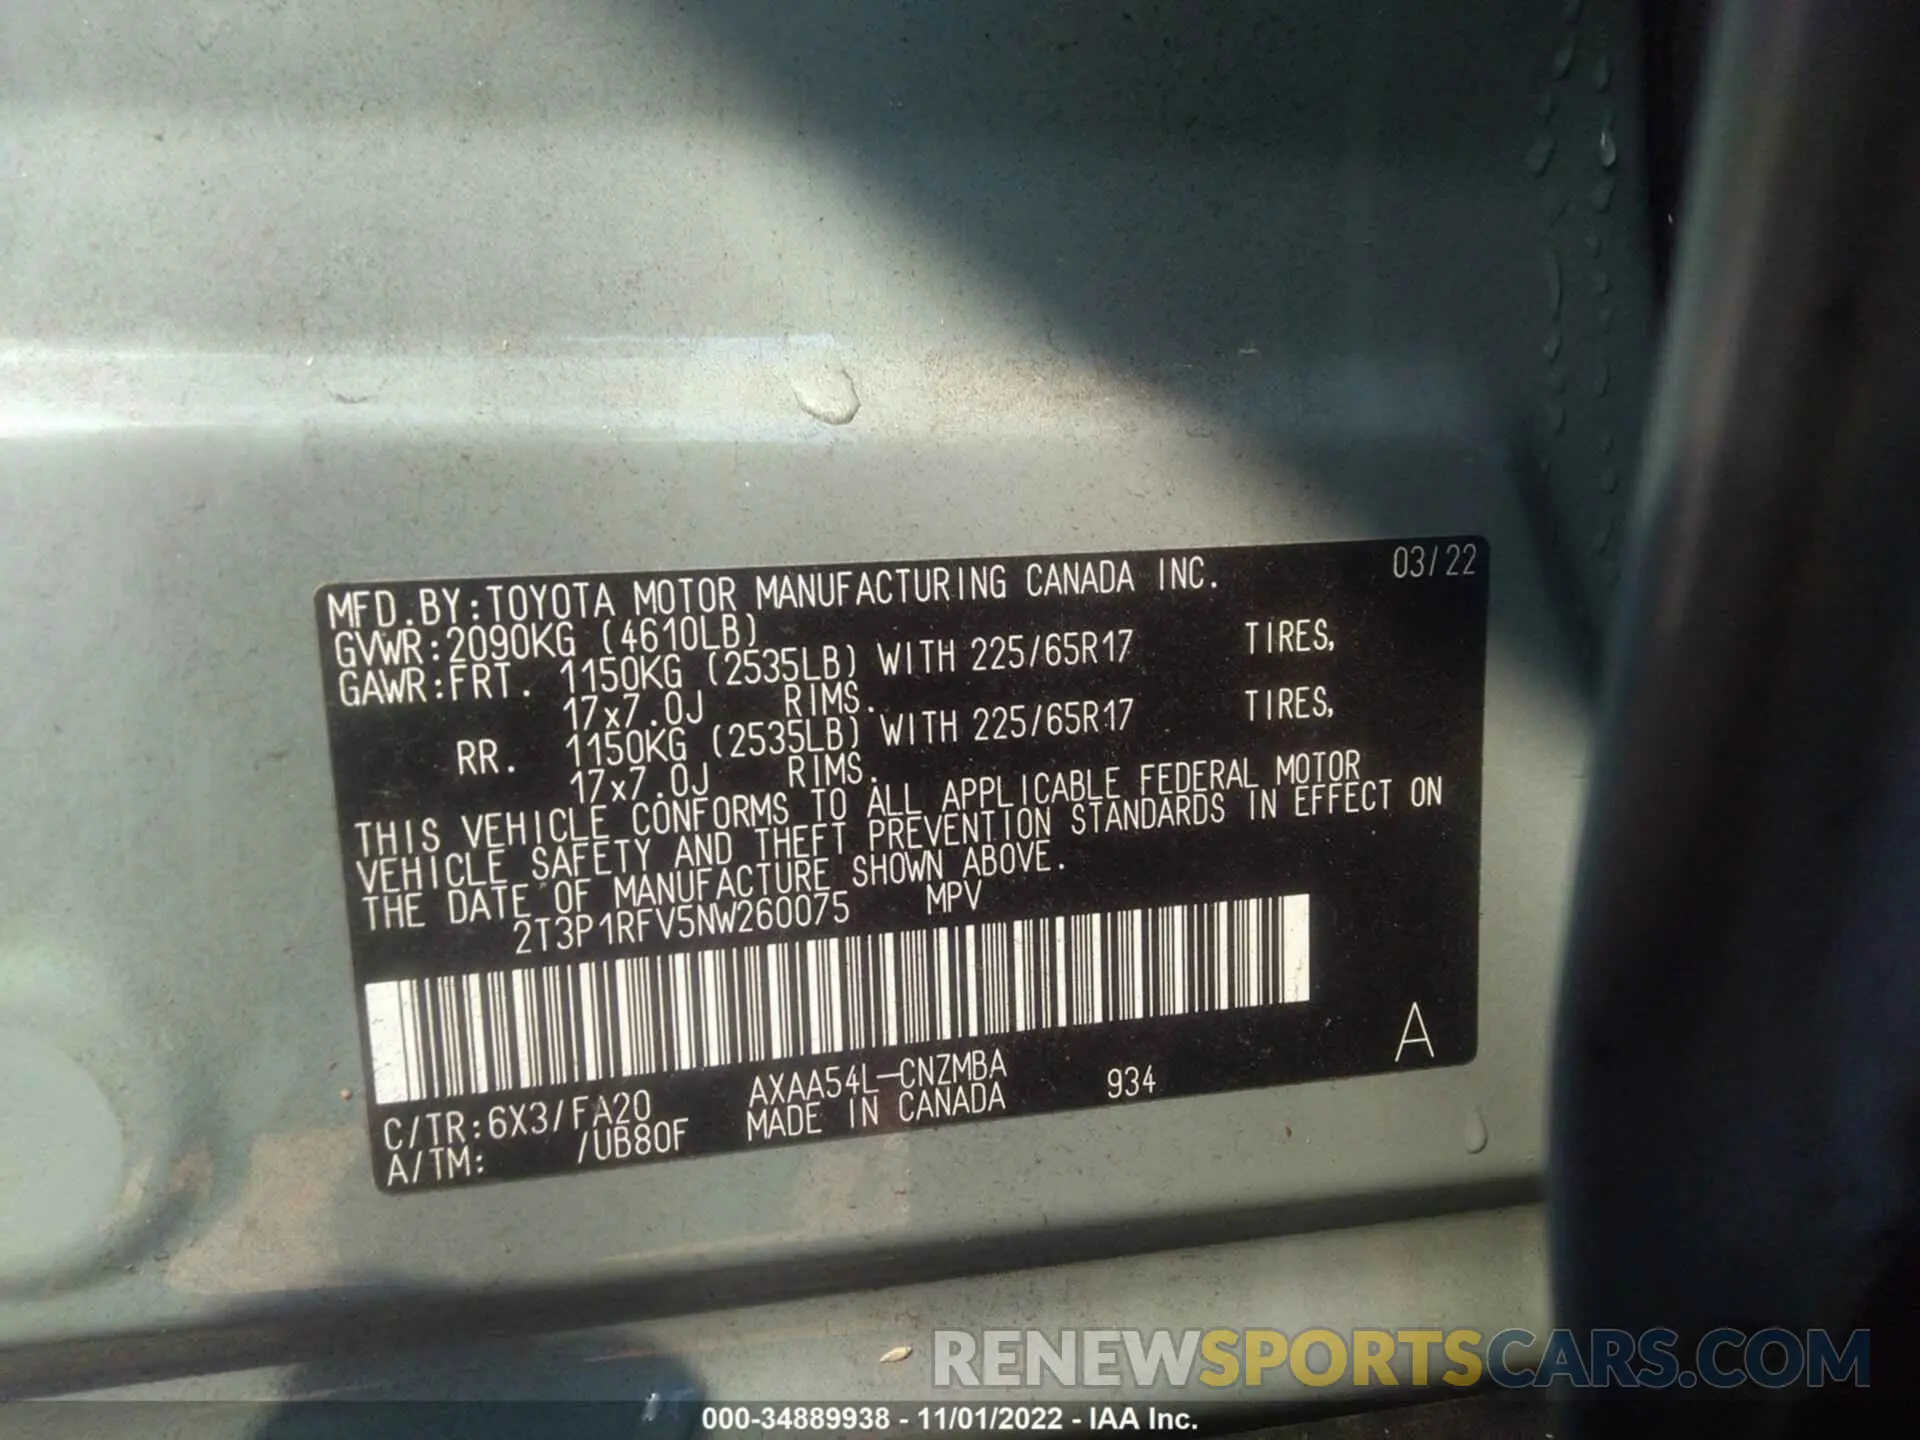 MFD.BY:TOYOTA MOTOR MANUFACTURING CANADA INC. 03/22
GVWR:2090KG (4610LB)
GAWR:FRT. 1150KG (2535LB) WITH 225/65R17 TIRES,
17x7.0J RIMS.
RR. 1150KG (2535LB) WITH 225/65R17 TIRES,
17x7.0J RIMS.
THIS VEHICLE CONFORMS TO ALL APPLICABLE FEDERAL MOTOR
VEHICLE SAFETY AND THEFT PREVENTION STANDARDS IN EFFECT ON
THE DATE OF MANUFACTURE SHOWN ABOVE.
2T3P1RFV5NW260075 MPV
A
C/TR:6X3/FA20 AXAA54L-CNZMBA 934
A/TM: /UB80F MADE IN CANADA
RENEWSPORTSCARS.COM
000-34889938 - 11/01/2022 - IAA Inc.